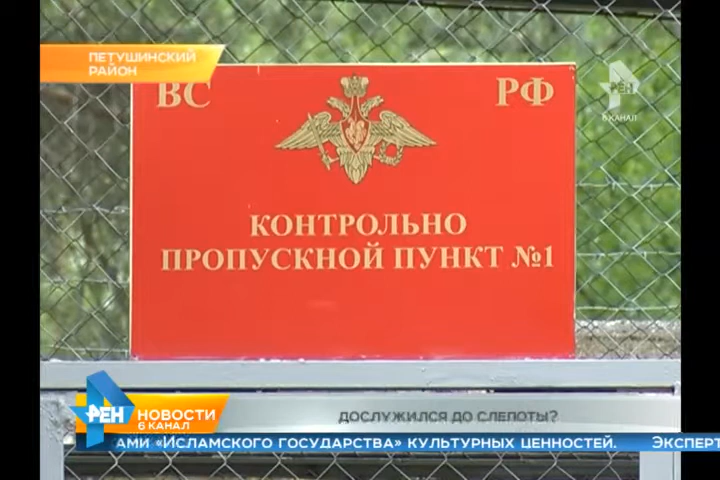 ПЕТУШИНСКИЙ
РАЙОН
ВС РФ
РЕН
6 КАНАЛ
КОНТРОЛЬНО
ПРОПУСКНОЙ ПУНКТ №1
РЕН НОВОСТИ
6 КАНАЛ
ДОСЛУЖИЛСЯ ДО СЛЕПОТЫ?
АМИ «ИСЛАМСКОГО ГОСУДАРСТВА» КУЛЬТУРНЫХ ЦЕННОСТЕЙ. ЭКСПЕРТ